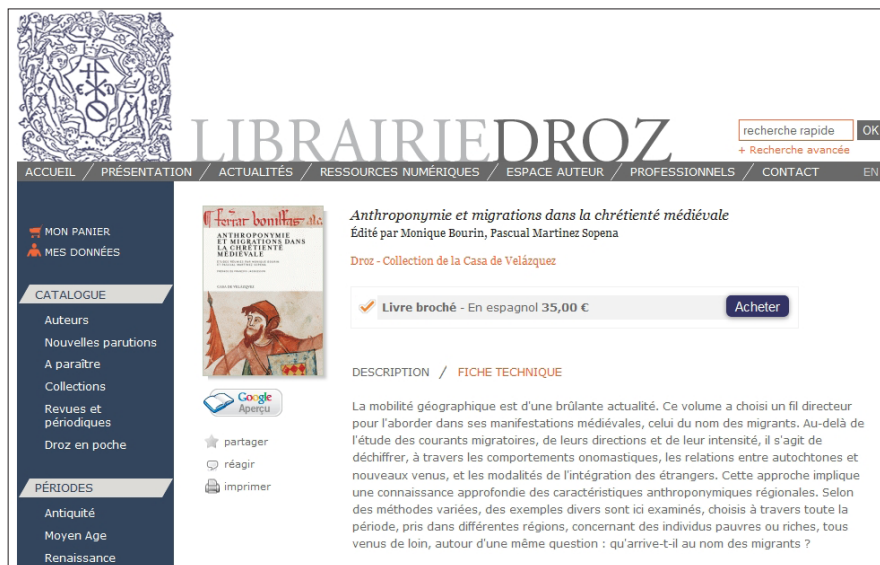 LIBRAIRIE DROZ
recherche rapide OK
+ Recherche avancée
ACCUEIL / PRÉSENTATION / ACTUALITÉS / RESSOURCES NUMÉRIQUES / ESPACE AUTEUR / PROFESSIONNELS / CONTACT EN
MON PANIER
MES DONNÉES
CATALOGUE
Auteurs
Nouvelles parutions
A paraître
Collections
Revues et
périodiques
Droz en poche
PÉRIODES
Antiquité
Moyen Age
Renaissance
ANTHROPONYMIE
ET MIGRATIONS DANS
LA CHRÉTIENTÉ
MÉDIÉVALE
CASA DE VELÁZQUEZ
Google
Aperçu
partager
réagir
imprimer
Anthroponymie et migrations dans la chrétienté médiévale
Édité par Monique Bourin, Pascual Martinez Sopena
Droz - Collection de la Casa de Velázquez
Livre broché - En espagnol 35,00 € Acheter
DESCRIPTION / FICHE TECHNIQUE
La mobilité géographique est d'une brûlante actualité. Ce volume a choisi un fil directeur
pour l'aborder dans ses manifestations médiévales, celui du nom des migrants. Au-delà de
l'étude des courants migratoires, de leurs directions et de leur intensité, il s'agit de
déchiffrer, à travers les comportements onomastiques, les relations entre autochtones et
nouveaux venus, et les modalités de l'intégration des étrangers. Cette approche implique
une connaissance approfondie des caractéristiques anthroponymiques régionales. Selon
des méthodes variées, des exemples divers sont ici examinés, choisis à travers toute la
période, pris dans différentes régions, concernant des individus pauvres ou riches, tous
venus de loin, autour d'une même question : qu'arrive-t-il au nom des migrants ?